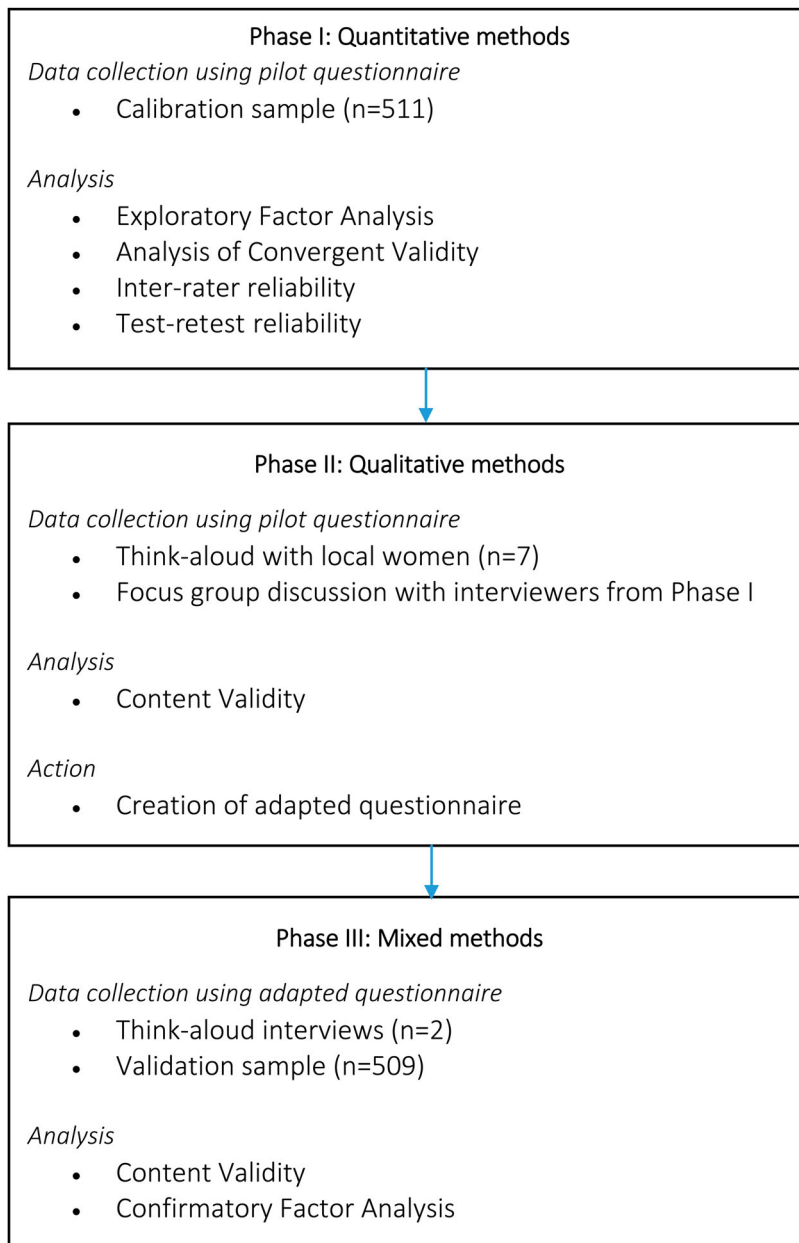 Phase I: Quantitative methods
Data collection using pilot questionnaire
• Calibration sample (n=511)
Analysis
• Exploratory Factor Analysis
• Analysis of Convergent Validity
• Inter-rater reliability
• Test-retest reliability
Phase II: Qualitative methods
Data collection using pilot questionnaire
• Think-aloud with local women (n=7)
• Focus group discussion with interviewers from Phase I
Analysis
• Content Validity
Action
• Creation of adapted questionnaire
Phase III: Mixed methods
Data collection using adapted questionnaire
• Think-aloud interviews (n=2)
• Validation sample (n=509)
Analysis
• Content Validity
• Confirmatory Factor Analysis